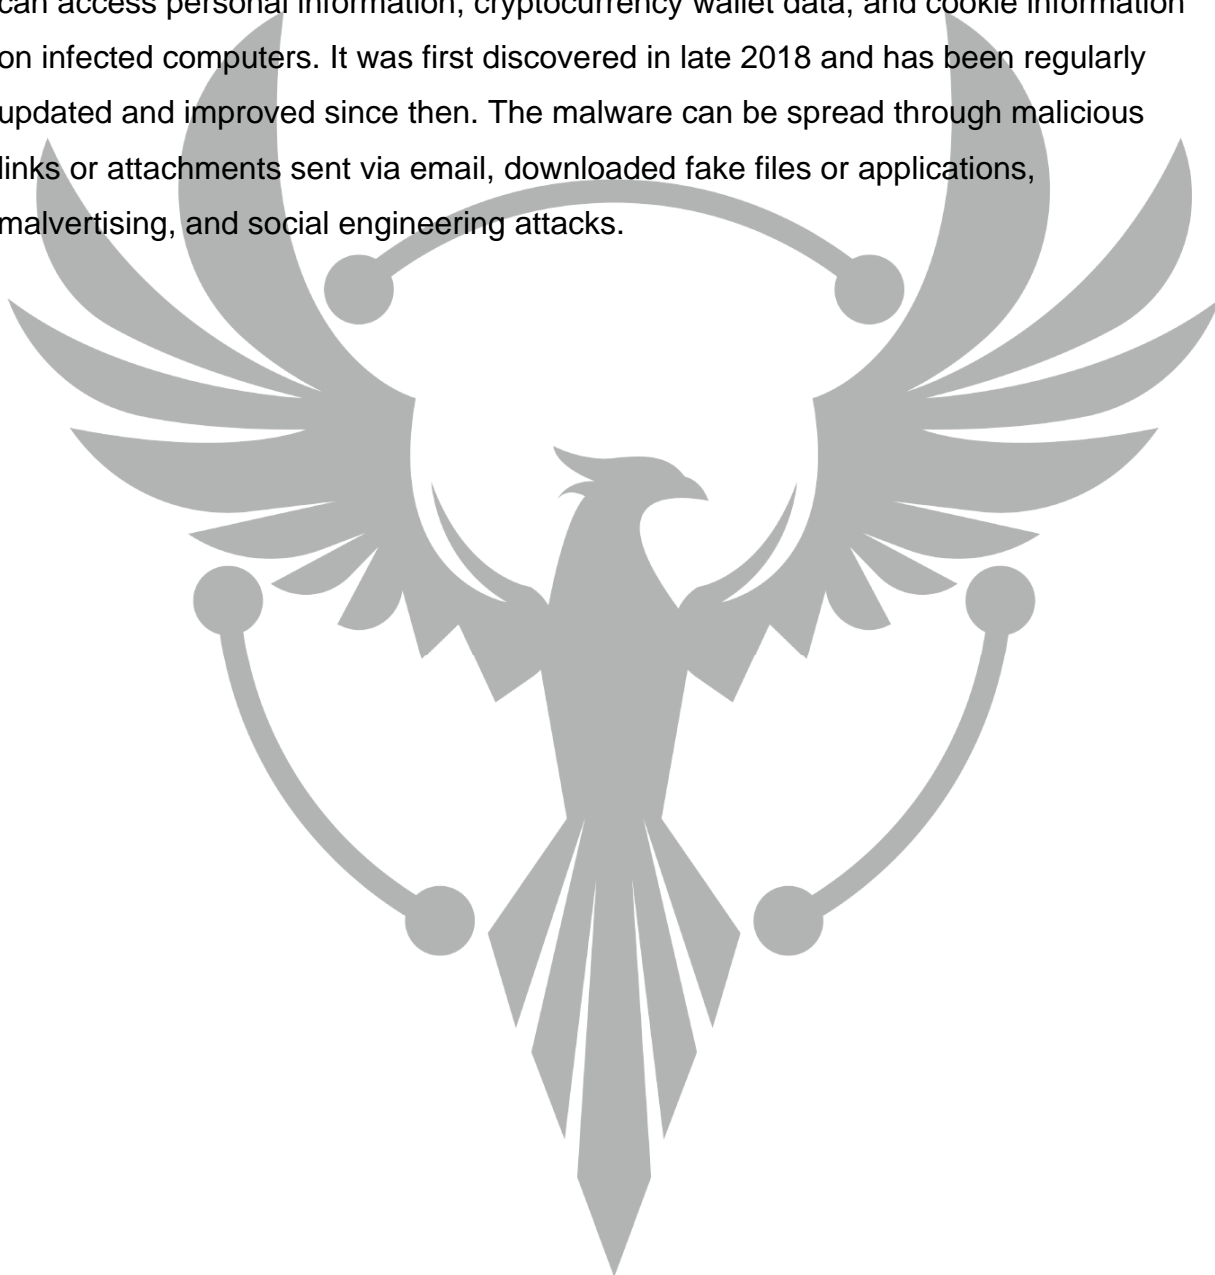 can access personal information, cryptocurrency wallet data, and cookie information
on infected computers. It was first discovered in late 2018 and has been regularly
updated and improved since then. The malware can be spread through malicious
links or attachments sent via email, downloaded fake files or applications,
malvertising, and social engineering attacks.